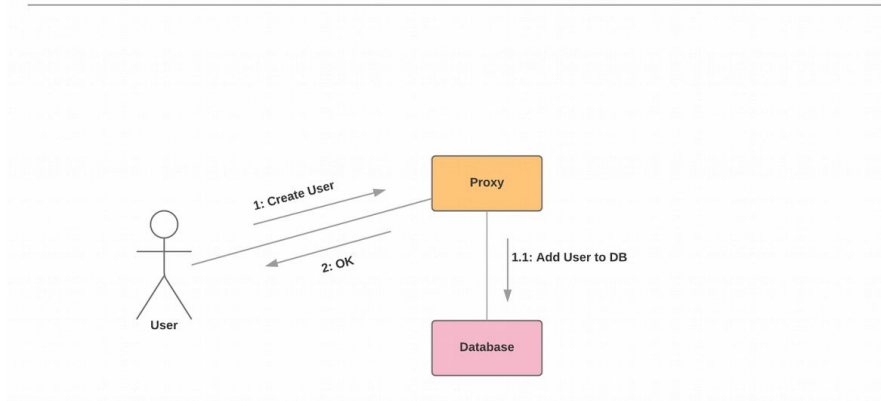 Proxy
1: Create User
2: OK
1.1: Add User to DB
User
Database